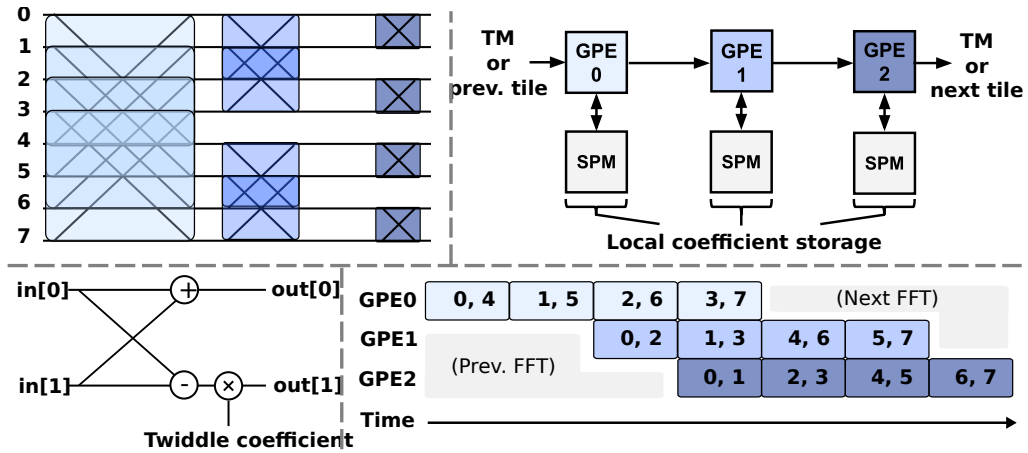 0
1
2
3
4
5
6
7
TM
or
prev. tile
GPE
0
GPE
1
GPE
2
TM
or
next tile
SPM
SPM
SPM
Local coefficient storage
in[0]
+
out[0]
in[1]
-
×
out[1]
Twiddle coefficient
GPE0
0, 4
1, 5
2, 6
3, 7
(Next FFT)
GPE1
0, 2
1, 3
4, 6
5, 7
(Prev. FFT)
GPE2
0, 1
2, 3
4, 5
6, 7
Time